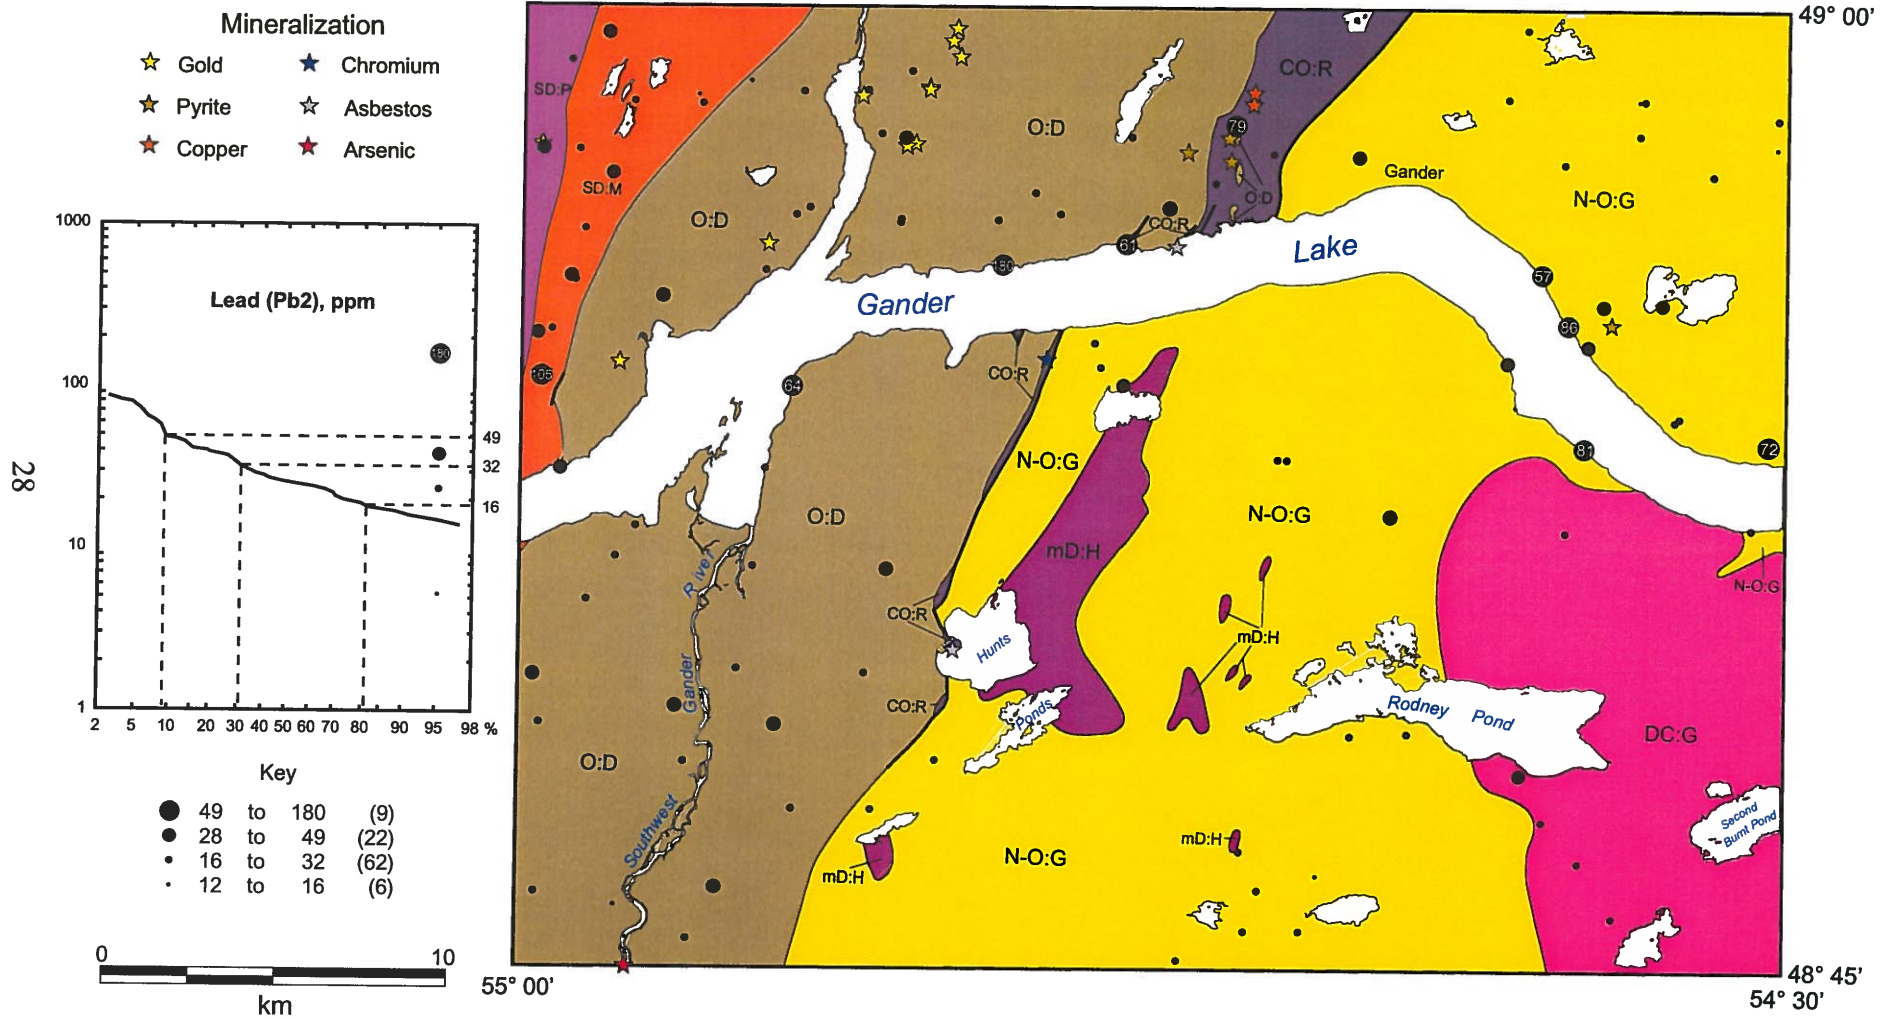 Mineralization
Gold
Chromium
Pyrite
Asbestos
Copper
Arsenic
Lead (Pb2), ppm
1000
100
10
1
180
49
32
16
2 5 10 20 30 40 50 60 70 80 90 95 98 %
Key
49 to 180 (9)
28 to 49 (22)
16 to 32 (62)
12 to 16 (6)
0 10
km
28
49° 00'
SD:P
CO:R
O:D
79
SD:M
Gander
N-O:G
O:D
O:D
CO:R
61
180
Lake
57
Gander
86
CO:R
64
N-O:G
72
81
O:D
N-O:G
mD:H
River
N-O:G
CO:R
mD:H
Hunts
Gander
CO:R
Ponds
Rodney Pond
DC:G
O:D
Second
Burnt Pond
Southwest
mD:H
N-O:G
mD:H
55° 00'
48° 45'
54° 30'